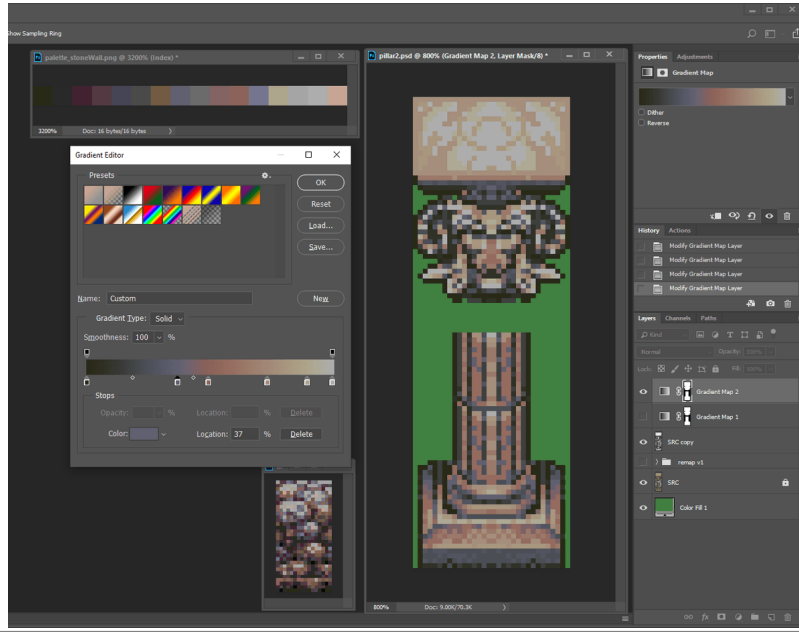 Show Sampling Ring
palette_stoneWall.png @ 3200% (Index) *
3200% Doc: 16 bytes/16 bytes
pillar2.psd @ 800% (Gradient Map 2, Layer Mask/8) *
Properties Adjustments
Gradient Map
Dither
Reverse
Gradient Editor
Presets
OK
Reset
Load...
Save...
Name: Custom
New
Gradient Type: Solid
Smoothness: 100 %
Stops
Opacity: % Location: % Delete
Color: Location: 37 % Delete
800% Doc: 9.00K/70.3K
History Actions
Modify Gradient Map Layer
Modify Gradient Map Layer
Modify Gradient Map Layer
Modify Gradient Map Layer
Layers Channels Paths
Kind
Normal Opacity: 100%
Lock: Fill: 100%
Gradient Map 2
Gradient Map 1
SRC copy
remap v1
SRC
Color Fill 1
fx